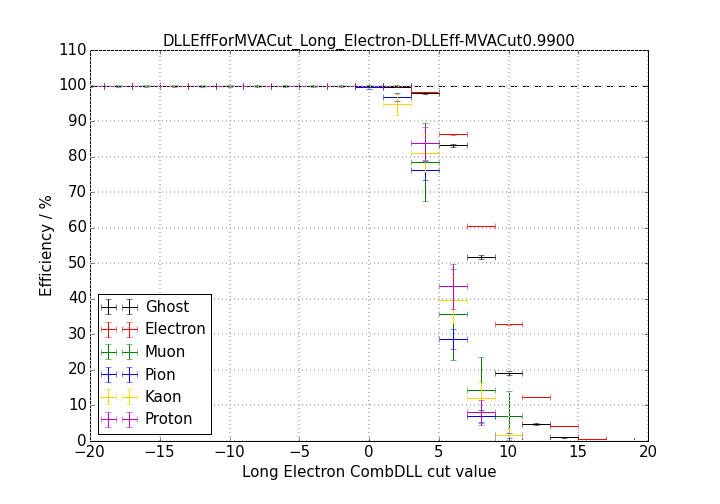 DLLEffForMVACut_Long_Electron-DLLEff-MVACut0.9900
110
100
90
80
70
60
50
40
30
20
10
0
Efficiency / %
Ghost
Electron
Muon
Pion
Kaon
Proton
−20 −15 −10 −5 0 5 10 15 20
Long Electron CombDLL cut value